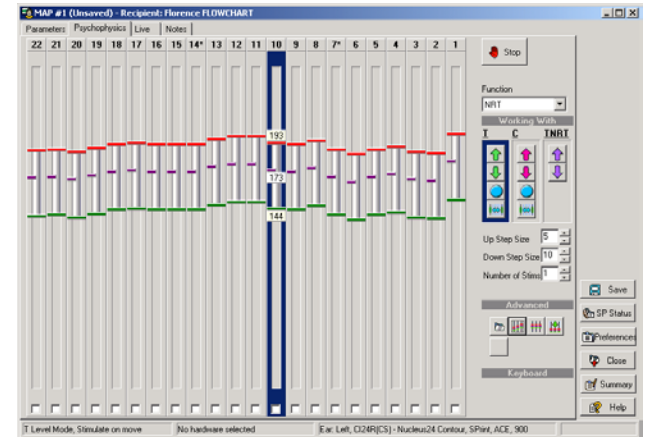 MAP #1 (Unsaved) - Recipient: Florence FLOWCHART
Parameters Psychophysics Live Notes
22 21 20 19 18 17 16 15 14* 13 12 11 10 9 8 7* 6 5 4 3 2 1
193
173
144
Stop
Function
NRT
Working With
T C TNRT
Up Step Size 5
Down Step Size 10
Number of Stims 1
Advanced
Keyboard
Save
SP Status
Preferences
Close
Summary
Help
T Level Mode, Stimulate on move No hardware selected Ear: Left, CI24R(CS) - Nucleus24 Contour, SPrint, ACE, 900